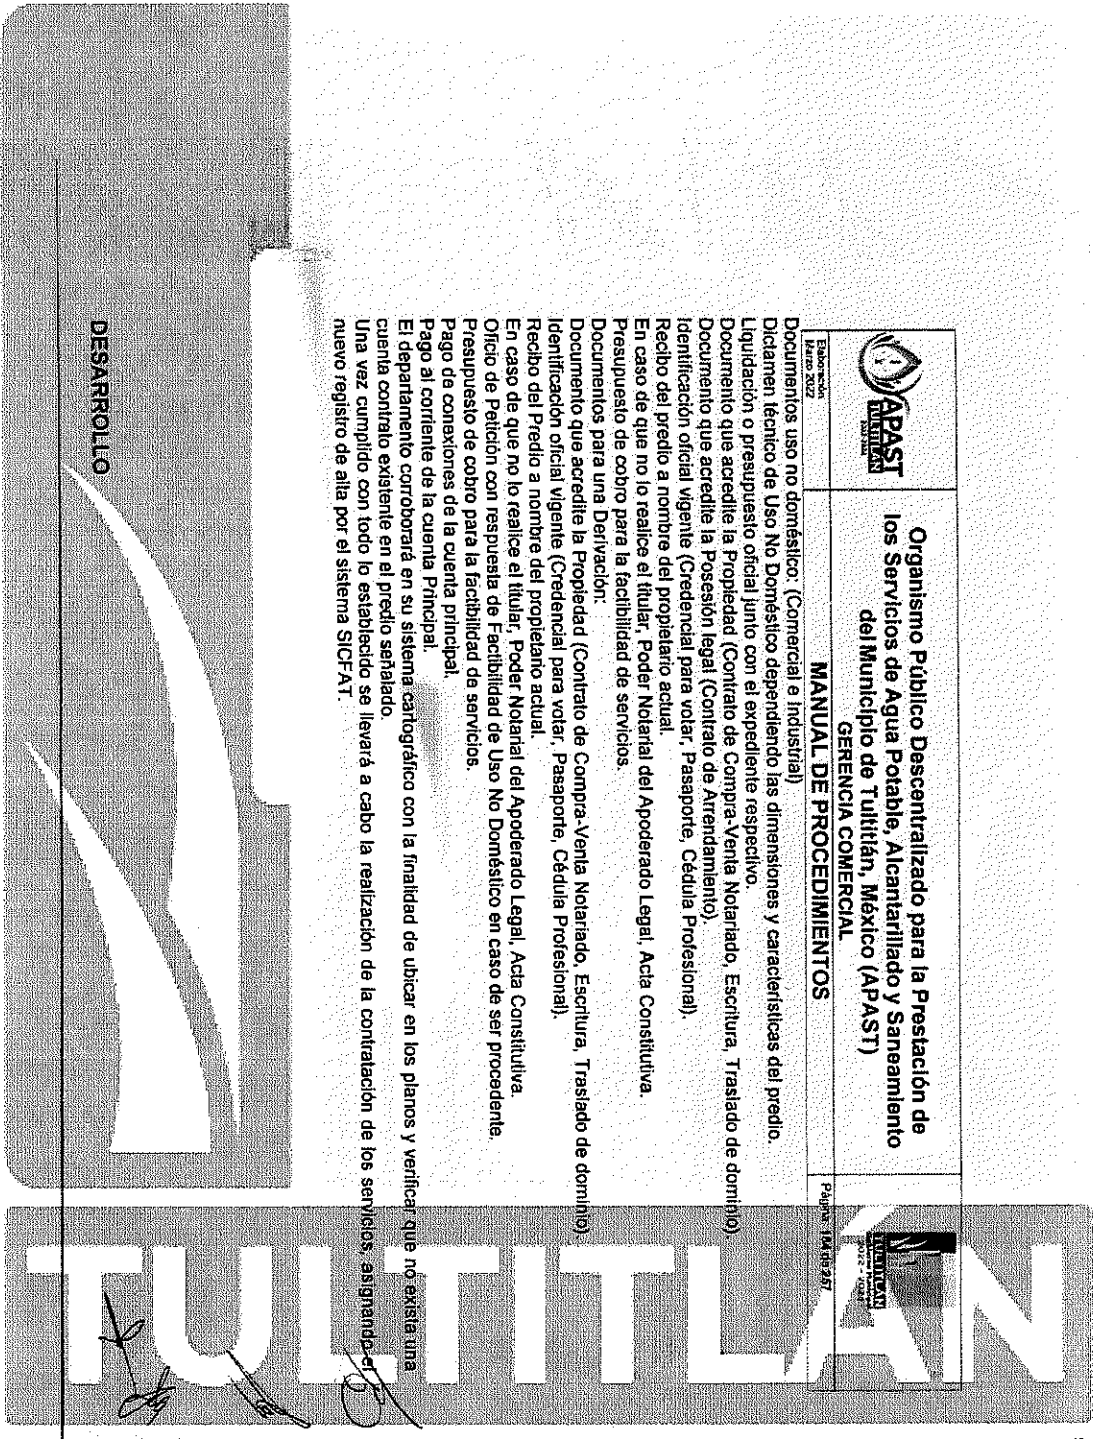 APAST
TULTITLÁN
2022-2024
Organismo Público Descentralizado para la Prestación de
los Servicios de Agua Potable, Alcantarillado y Saneamiento
del Municipio de Tultitlán, México (APAST)
GERENCIA COMERCIAL
TULTITLÁN
2022 - 2024
Elaboración
Marzo 2022
MANUAL DE PROCEDIMIENTOS
Página: de 257
Documentos uso no doméstico: (Comercial e Industrial)
Dictamen técnico de Uso No Doméstico dependiendo las dimensiones y características del predio.
Liquidación o presupuesto oficial junto con el expediente respectivo.
Documento que acredite la Propiedad (Contrato de Compra-Venta Notariado, Escritura, Traslado de dominio).
Documento que acredite la Posesión legal (Contrato de Arrendamiento).
Identificación oficial vigente (Credencial para votar, Pasaporte, Cédula Profesional).
Recibo del predio a nombre del propietario actual.
En caso de que no lo realice el titular, Poder Notarial del Apoderado Legal, Acta Constitutiva.
Presupuesto de cobro para la factibilidad de servicios.
Documentos para una Derivación:
Documento que acredite la Propiedad (Contrato de Compra-Venta Notariado, Escritura, Traslado de dominio).
Identificación oficial vigente (Credencial para votar, Pasaporte, Cédula Profesional).
Recibo del Predio a nombre del propietario actual.
En caso de que no lo realice el titular, Poder Notarial del Apoderado Legal, Acta Constitutiva.
Oficio de Petición con respuesta de Factibilidad de Uso No Doméstico en caso de ser procedente.
Presupuesto de cobro para la factibilidad de servicios.
Pago de conexiones de la cuenta principal.
Pago al corriente de la cuenta Principal.
El departamento corroborará en su sistema cartográfico con la finalidad de ubicar en los planos y verificar que no exista una
cuenta contrato existente en el predio señalado.
Una vez cumplido con todo lo establecido se llevará a cabo la realización de la contratación de los servicios, asignando el
nuevo registro de alta por el sistema SICFAT.
DESARROLLO
TULTITLÁN